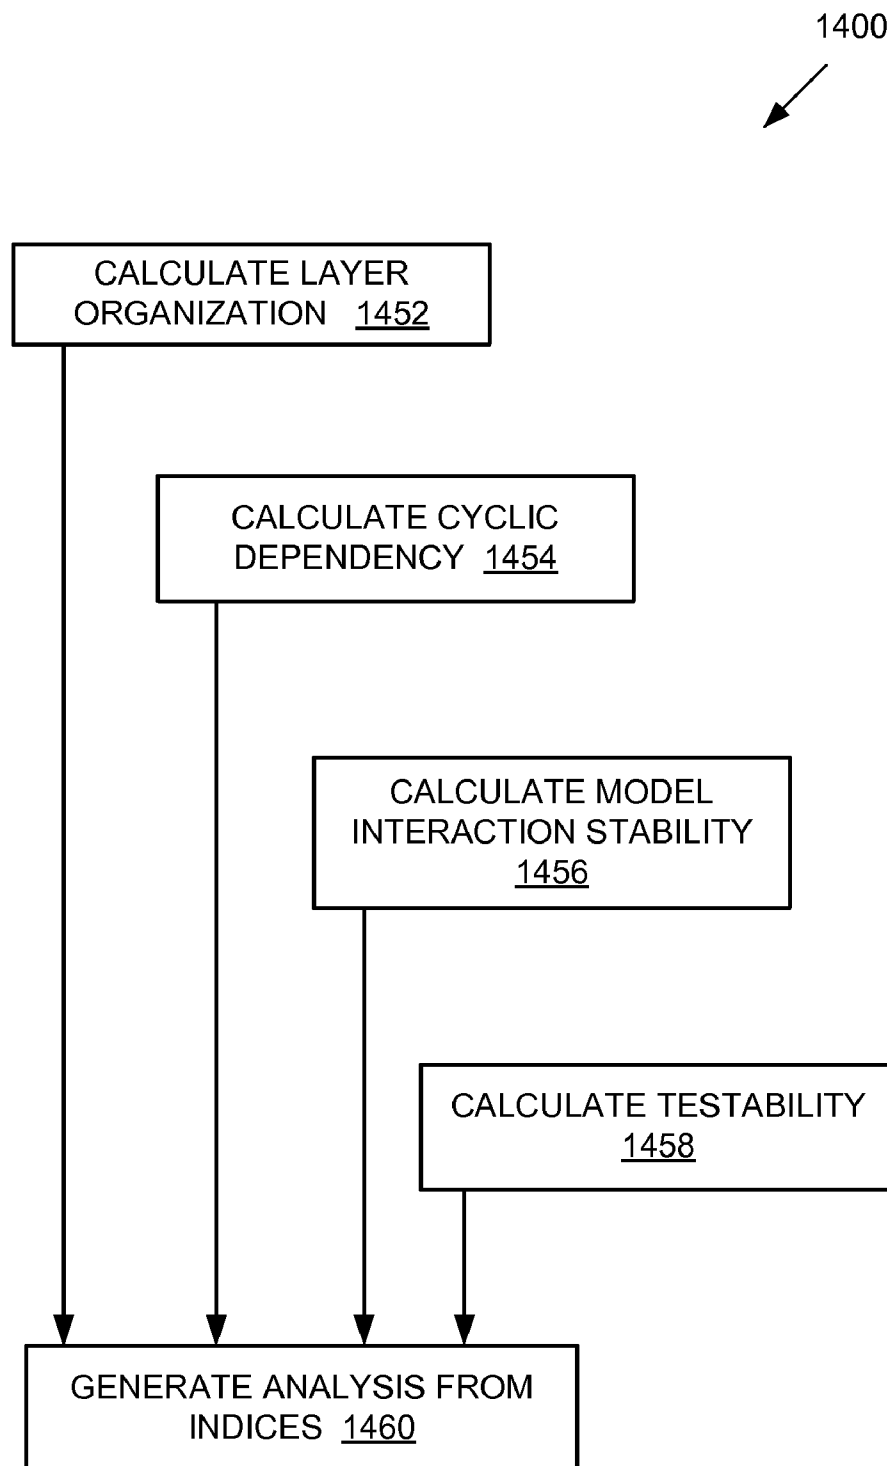 1400
CALCULATE LAYER
ORGANIZATION 1452
CALCULATE CYCLIC
DEPENDENCY 1454
CALCULATE MODEL
INTERACTION STABILITY
1456
CALCULATE TESTABILITY
1458
GENERATE ANALYSIS FROM
INDICES 1460